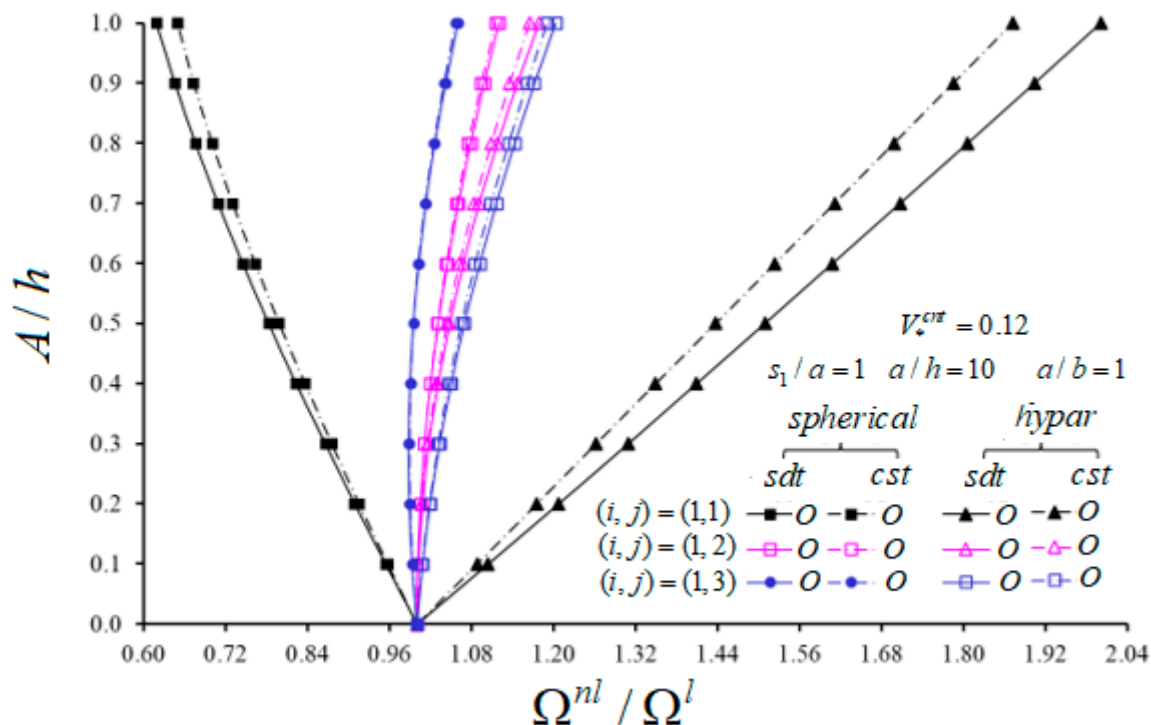 A / h
1.0
0.9
0.8
0.7
0.6
0.5
0.4
0.3
0.2
0.1
0.0
0.60 0.72 0.84 0.96 1.08 1.20 1.32 1.44 1.56 1.68 1.80 1.92 2.04
Ω^{nl} / Ω^{l}
V_*^{cnt} = 0.12
s_1 / a = 1 a / h = 10 a / b = 1
spherical hypar
sdt cst sdt cst
(i, j) = (1,1) O O O O
(i, j) = (1,2) O O O O
(i, j) = (1,3) O O O O